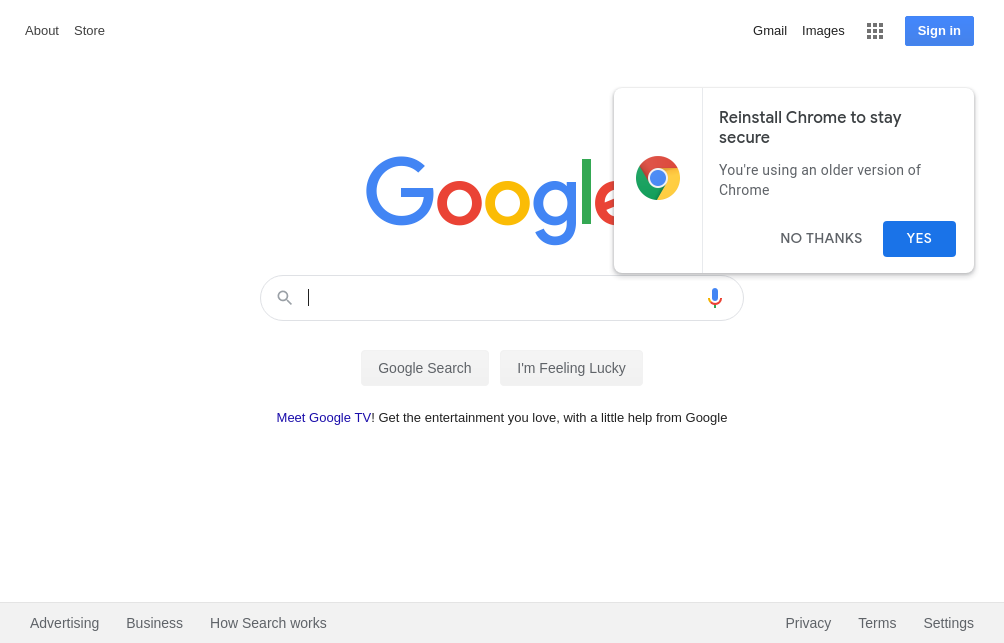 About Store
Gmail Images Sign in
Reinstall Chrome to stay
secure
You're using an older version of
Chrome
NO THANKS YES
Google
Google Search I'm Feeling Lucky
Meet Google TV! Get the entertainment you love, with a little help from Google
Advertising Business How Search works
Privacy Terms Settings